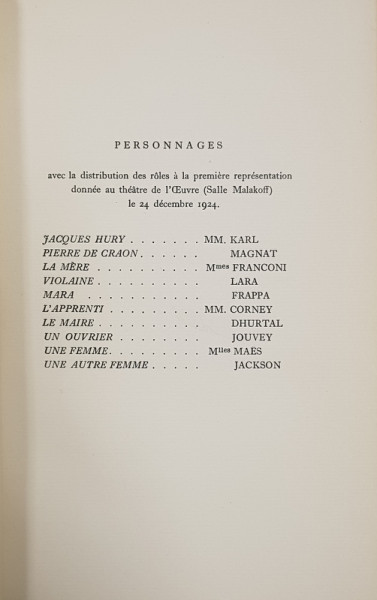 PERSONNAGES
avec la distribution des rôles à la première représentation
donnée au théâtre de l'Œuvre (Salle Malakoff)
le 24 décembre 1924.
JACQUES HURY . . . . . . . MM. KARL
PIERRE DE CRAON . . . . . MAGNAT
LA MÈRE . . . . . . . . . . Mmes FRANCONI
VIOLAINE . . . . . . . . . . LARA
MARA . . . . . . . . . . . FRAPPA
L'APPRENTI . . . . . . . . . MM. CORNEY
LE MAIRE . . . . . . . . . . DHURTAL
UN OUVRIER . . . . . . . . JOUVEY
UNE FEMME . . . . . . . . . Mlles MAËS
UNE AUTRE FEMME . . . . . JACKSON